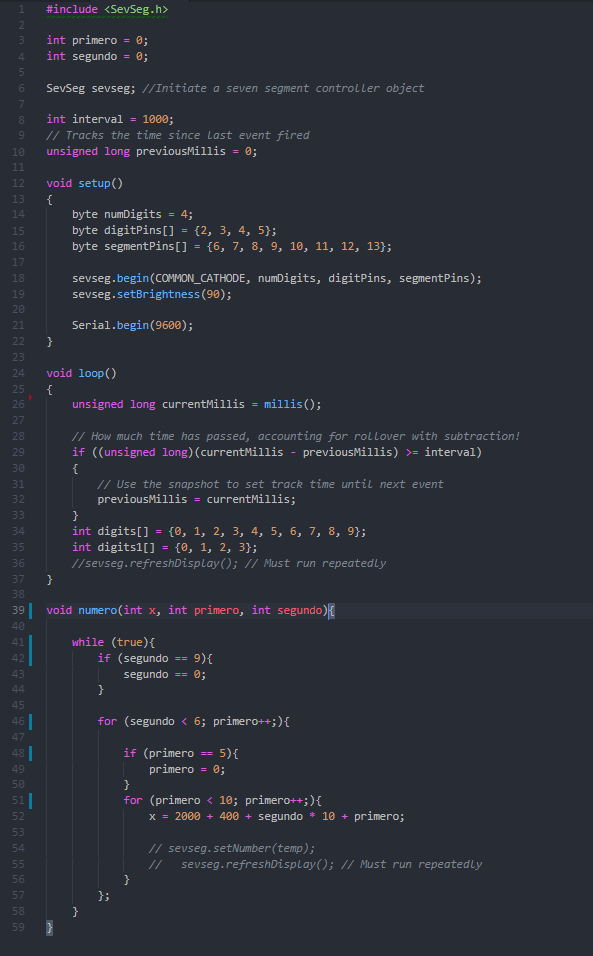 1 #include <SevSeg.h>
2
3 int primero = 0;
4 int segundo = 0;
5
6 SevSeg sevseg; //Initiate a seven segment controller object
7
8 int interval = 1000;
9 // Tracks the time since last event fired
10 unsigned long previousMillis = 0;
11
12 void setup()
13 {
14     byte numDigits = 4;
15     byte digitPins[] = {2, 3, 4, 5};
16     byte segmentPins[] = {6, 7, 8, 9, 10, 11, 12, 13};
17
18     sevseg.begin(COMMON_CATHODE, numDigits, digitPins, segmentPins);
19     sevseg.setBrightness(90);
20
21     Serial.begin(9600);
22 }
23
24 void loop()
25 {
26     unsigned long currentMillis = millis();
27
28     // How much time has passed, accounting for rollover with subtraction!
29     if ((unsigned long)(currentMillis - previousMillis) >= interval)
30     {
31         // Use the snapshot to set track time until next event
32         previousMillis = currentMillis;
33     }
34     int digits[] = {0, 1, 2, 3, 4, 5, 6, 7, 8, 9};
35     int digits1[] = {0, 1, 2, 3};
36     //sevseg.refreshDisplay(); // Must run repeatedly
37 }
38
39 void numero(int x, int primero, int segundo){
40
41     while (true){
42         if (segundo == 9){
43             segundo == 0;
44         }
45
46         for (segundo < 6; primero++;){
47
48             if (primero == 5){
49                 primero = 0;
50             }
51             for (primero < 10; primero++;){
52                 x = 2000 + 400 + segundo * 10 + primero;
53
54                 // sevseg.setNumber(temp);
55                 //   sevseg.refreshDisplay(); // Must run repeatedly
56             }
57         };
58     }
59 }